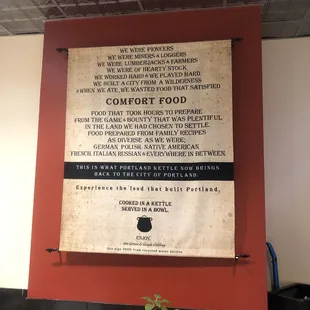 WE WERE PIONEERS
WE WERE MINERS & LOGGERS
WE WERE LUMBERJACKS & FARMERS
WE WERE OF HEARTY STOCK
WE WORKED HARD & WE PLAYED HARD
WE BUILT A CITY FROM A WILDERNESS
& WHEN WE ATE, WE WANTED FOOD THAT SATISFIED
COMFORT FOOD
FOOD THAT TOOK HOURS TO PREPARE
FROM THE GAME & BOUNTY THAT WAS PLENTIFUL
IN THE LAND WE HAD CHOSEN TO SETTLE.
FOOD PREPARED FROM FAMILY RECIPES
AS DIVERSE AS WE WERE;
GERMAN, POLISH, NATIVE AMERICAN,
FRENCH, ITALIAN, RUSSIAN & EVERYWHERE IN BETWEEN.
THIS IS WHAT PORTLAND KETTLE NOW BRINGS
BACK TO THE CITY OF PORTLAND.
Experience the food that built Portland,
COOKED IN A KETTLE
SERVED IN A BOWL.
ENJOY.